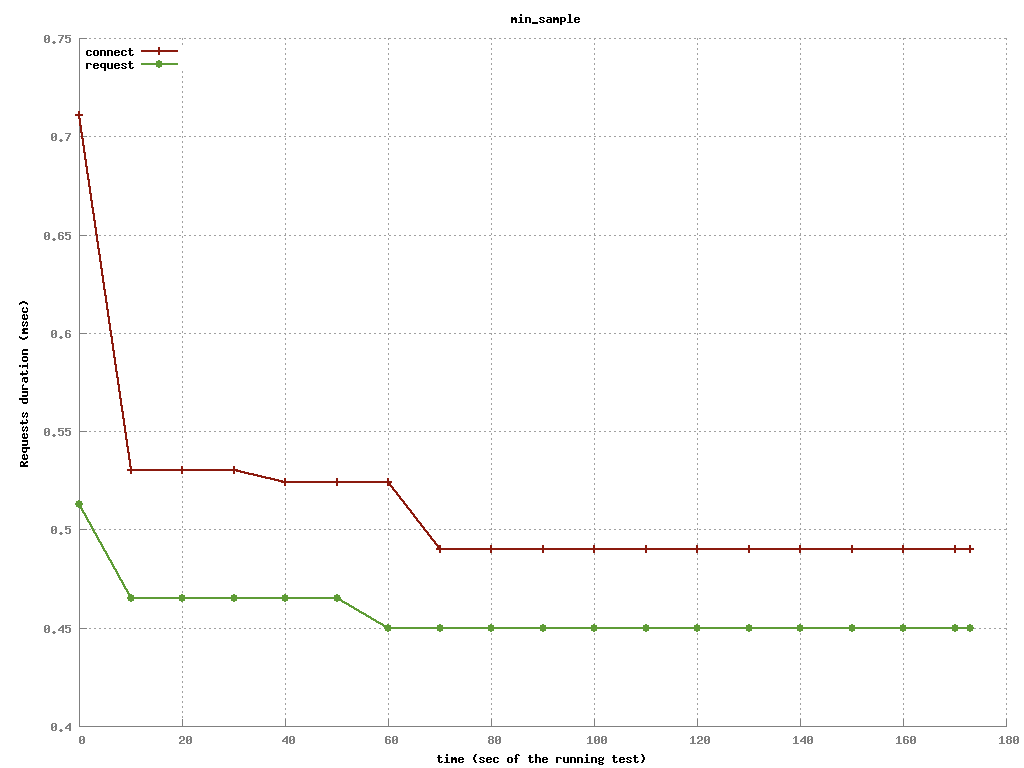 min_sample
0.75
connect
request
0.7
0.65
0.6
0.55
0.5
0.45
0.4
Requests duration (msec)
0 20 40 60 80 100 120 140 160 180
time (sec of the running test)